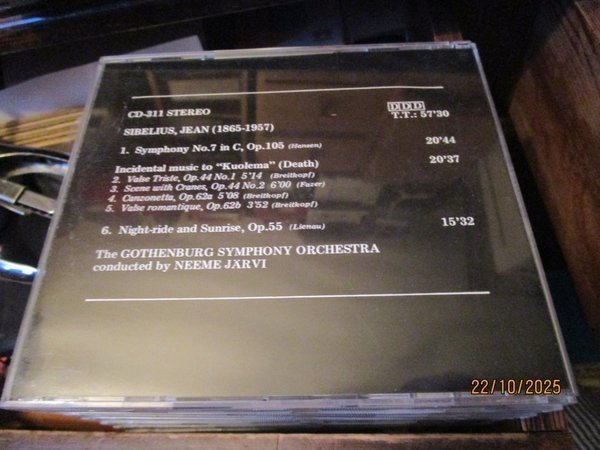 CD-311 STEREO DDD
T.T.: 57'30
SIBELIUS, JEAN (1865-1957)
1. Symphony No.7 in C, Op.105 (Hansen) 20'44
Incidental music to "Kuolema" (Death) 20'37
2. Valse Triste, Op.44 No.1 5'14 (Breitkopf)
3. Scene with Cranes, Op.44 No.2 6'00 (Fazer)
4. Canzonetta, Op.62a 5'08 (Breitkopf)
5. Valse romantique, Op.62b 3'52 (Breitkopf)
6. Night-ride and Sunrise, Op.55 (Lienau) 15'32
The GOTHENBURG SYMPHONY ORCHESTRA
conducted by NEEME JÄRVI
22/10/2025